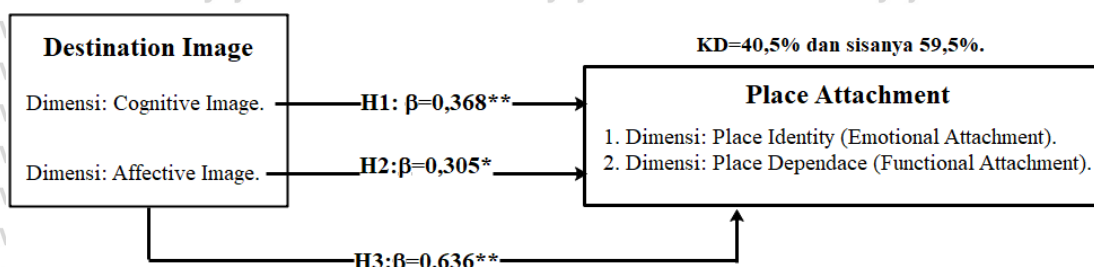 Destination Image
KD=40,5% dan sisanya 59,5%.
Dimensi: Cognitive Image.
H1: β=0,368**
Place Attachment
1. Dimensi: Place Identity (Emotional Attachment).
Dimensi: Affective Image.
H2:β=0,305*
2. Dimensi: Place Dependace (Functional Attachment).
H3:β=0,636**